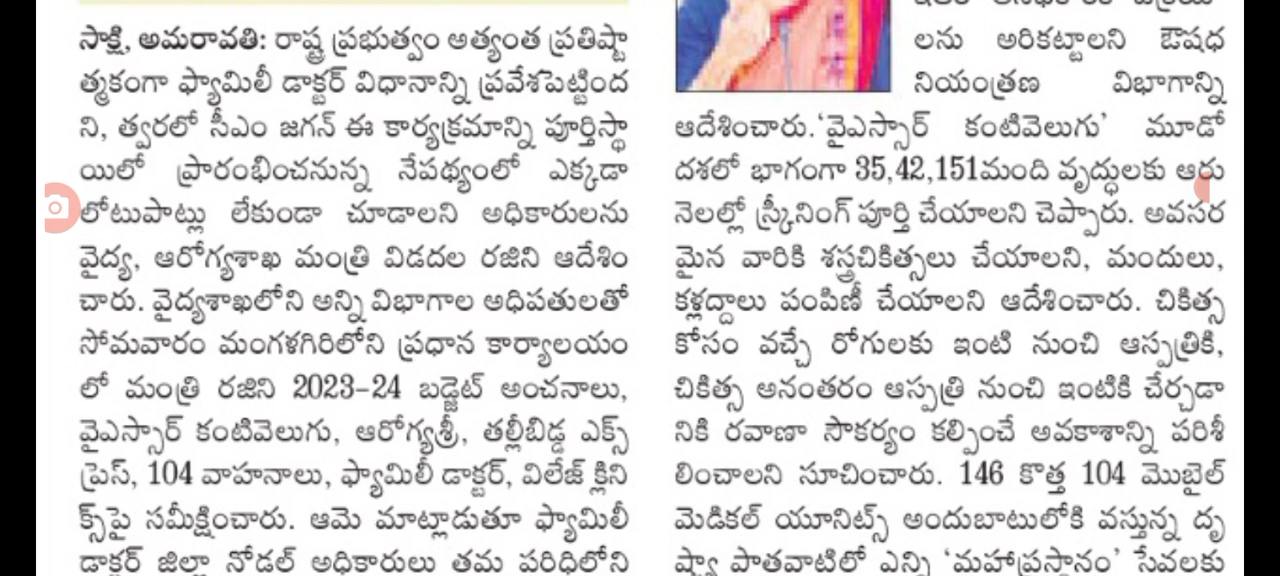 సాక్షి, అమరావతి: రాష్ట్ర ప్రభుత్వం అత్యంత ప్రతిష్టా
త్మకంగా ఫ్యామిలీ డాక్టర్ విధానాన్ని ప్రవేశపెట్టింద
ని, త్వరలో సీఎం జగన్ ఈ కార్యక్రమాన్ని పూర్తిస్థా
యిలో ప్రారంభించనున్న నేపథ్యంలో ఎక్కడా
లోటుపాట్లు లేకుండా చూడాలని అధికారులను
వైద్య, ఆరోగ్యశాఖ మంత్రి విడదల రజిని ఆదేశిం
చారు. వైద్యశాఖలోని అన్ని విభాగాల అధిపతులతో
సోమవారం మంగళగిరిలోని ప్రధాన కార్యాలయం
లో మంత్రి రజిని 2023–24 బడ్జెట్ అంచనాలు,
వైఎస్సార్ కంటివెలుగు, ఆరోగ్యశ్రీ, తల్లీబిడ్డ ఎక్స్
ప్రెస్, 104 వాహనాలు, ఫ్యామిలీ డాక్టర్, విలేజ్ క్లిని
క్స్‌పై సమీక్షించారు. ఆమె మాట్లాడుతూ ఫ్యామిలీ
డాక్టర్ జిల్లా నోడల్ అధికారులు తమ పరిధిలోని
లను అరికట్టాలని ఔషధ
నియంత్రణ విభాగాన్ని
ఆదేశించారు.‘వైఎస్సార్ కంటివెలుగు’ మూడో
దశలో భాగంగా 35,42,151మంది వృద్ధులకు ఆరు
నెలల్లో స్క్రీనింగ్ పూర్తి చేయాలని చెప్పారు. అవసర
మైన వారికి శస్త్రచికిత్సలు చేయాలని, మందులు,
కళ్లద్దాలు పంపిణీ చేయాలని ఆదేశించారు. చికిత్స
కోసం వచ్చే రోగులకు ఇంటి నుంచి ఆస్పత్రికి,
చికిత్స అనంతరం ఆస్పత్రి నుంచి ఇంటికి చేర్చడా
నికి రవాణా సౌకర్యం కల్పించే అవకాశాన్ని పరిశీ
లించాలని సూచించారు. 146 కొత్త 104 మొబైల్
మెడికల్ యూనిట్స్ అందుబాటులోకి వస్తున్న దృ
ష్ట్యా పాతవాటిలో ఎన్ని ‘మహాప్రస్థానం’ సేవలకు